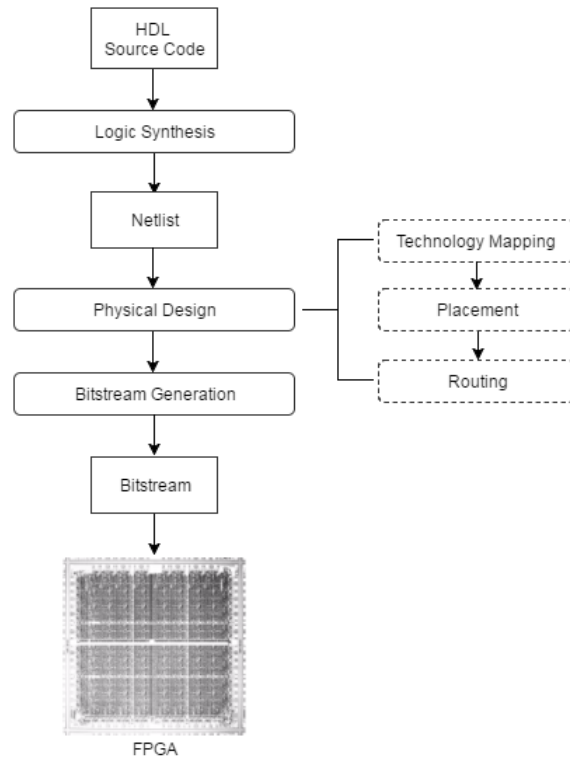 HDL
Source Code
Logic Synthesis
Netlist
Physical Design
Bitstream Generation
Bitstream
FPGA
Technology Mapping
Placement
Routing